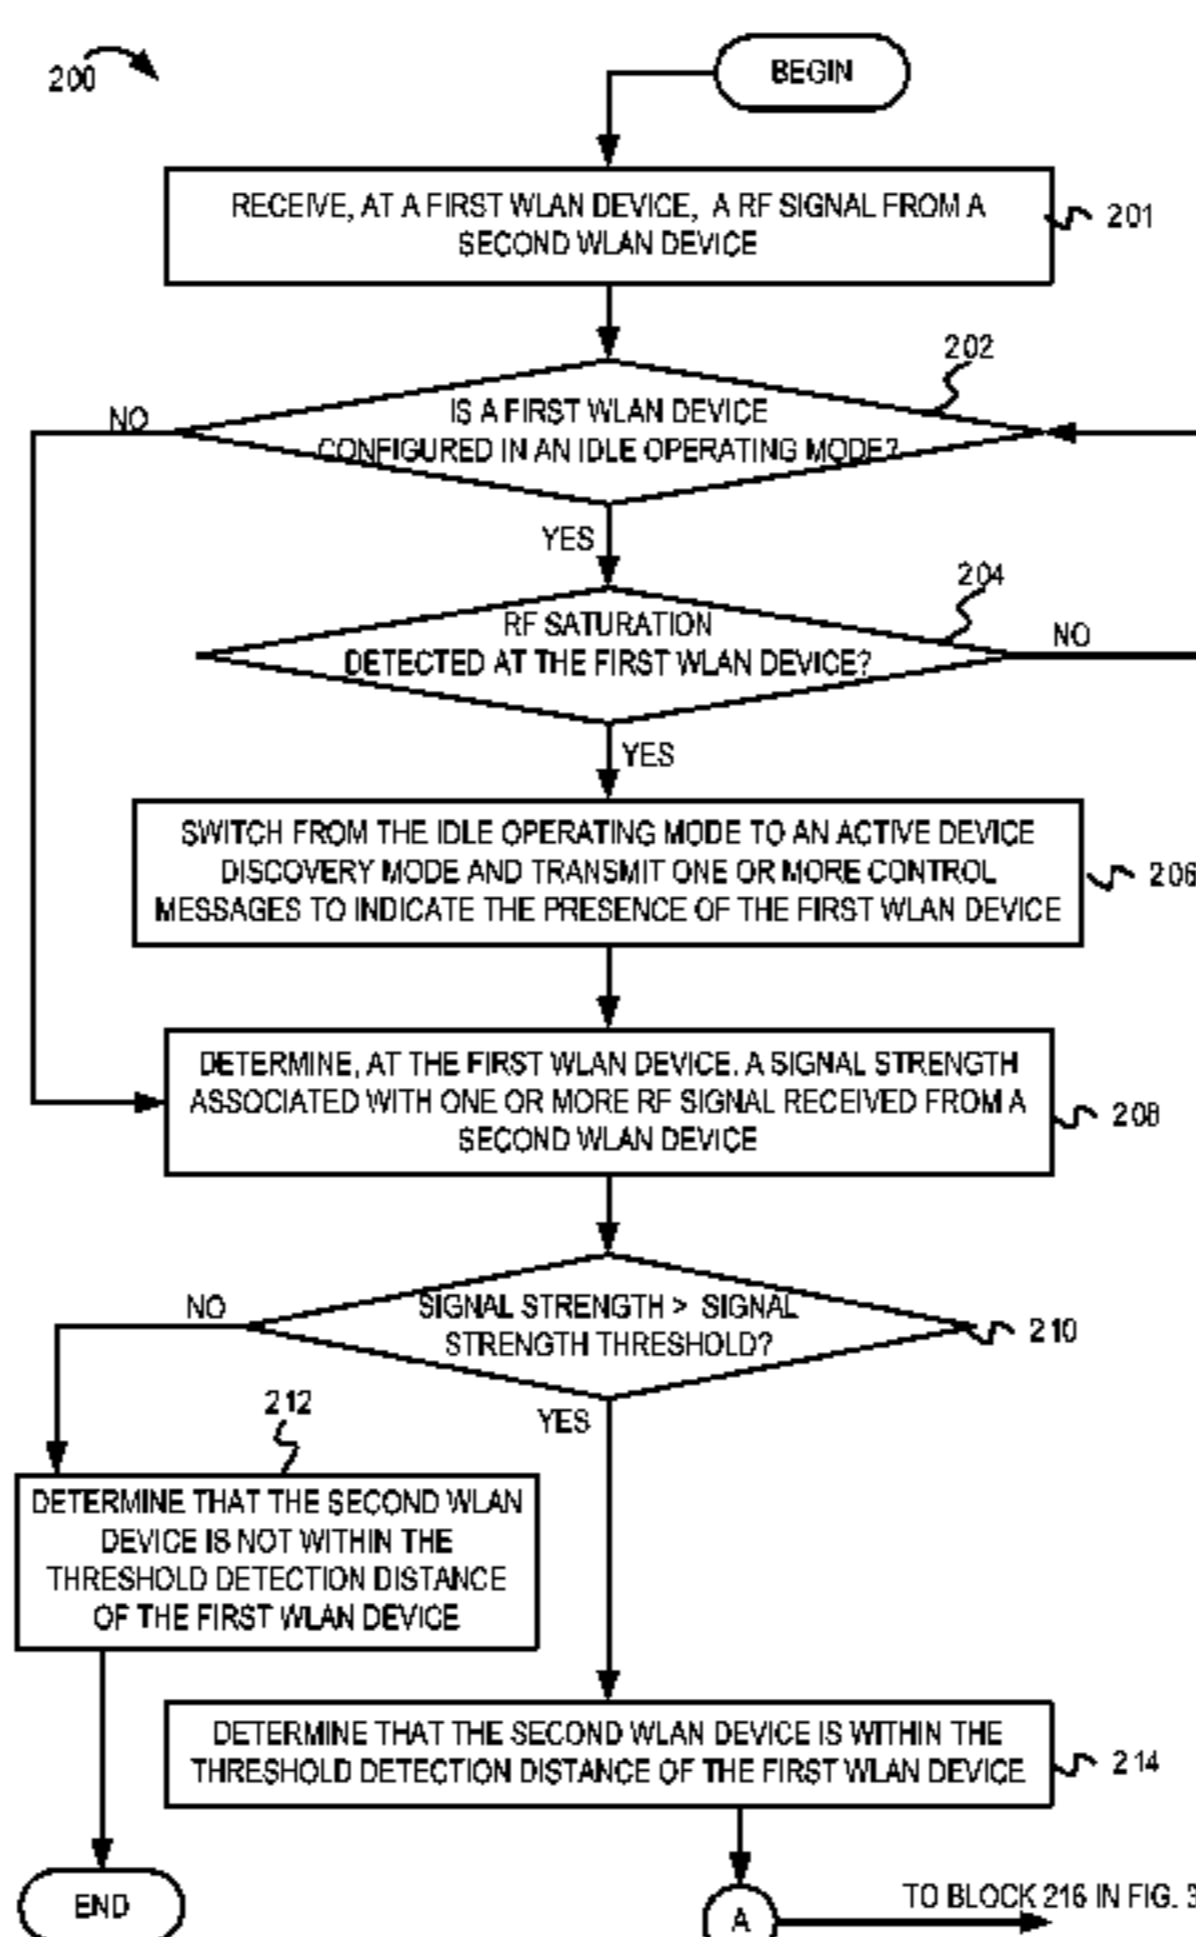 200
BEGIN
RECEIVE, AT A FIRST WLAN DEVICE, A RF SIGNAL FROM A
SECOND WLAN DEVICE
201
202
NO
IS A FIRST WLAN DEVICE
CONFIGURED IN AN IDLE OPERATING MODE?
YES
204
RF SATURATION
DETECTED AT THE FIRST WLAN DEVICE?
NO
YES
SWITCH FROM THE IDLE OPERATING MODE TO AN ACTIVE DEVICE
DISCOVERY MODE AND TRANSMIT ONE OR MORE CONTROL
MESSAGES TO INDICATE THE PRESENCE OF THE FIRST WLAN DEVICE
206
DETERMINE, AT THE FIRST WLAN DEVICE. A SIGNAL STRENGTH
ASSOCIATED WITH ONE OR MORE RF SIGNAL RECEIVED FROM A
SECOND WLAN DEVICE
208
NO
SIGNAL STRENGTH > SIGNAL
STRENGTH THRESHOLD?
210
212
YES
DETERMINE THAT THE SECOND WLAN
DEVICE IS NOT WITHIN THE
THRESHOLD DETECTION DISTANCE
OF THE FIRST WLAN DEVICE
DETERMINE THAT THE SECOND WLAN DEVICE IS WITHIN THE
THRESHOLD DETECTION DISTANCE OF THE FIRST WLAN DEVICE
214
END
A
TO BLOCK 216 IN FIG. 3